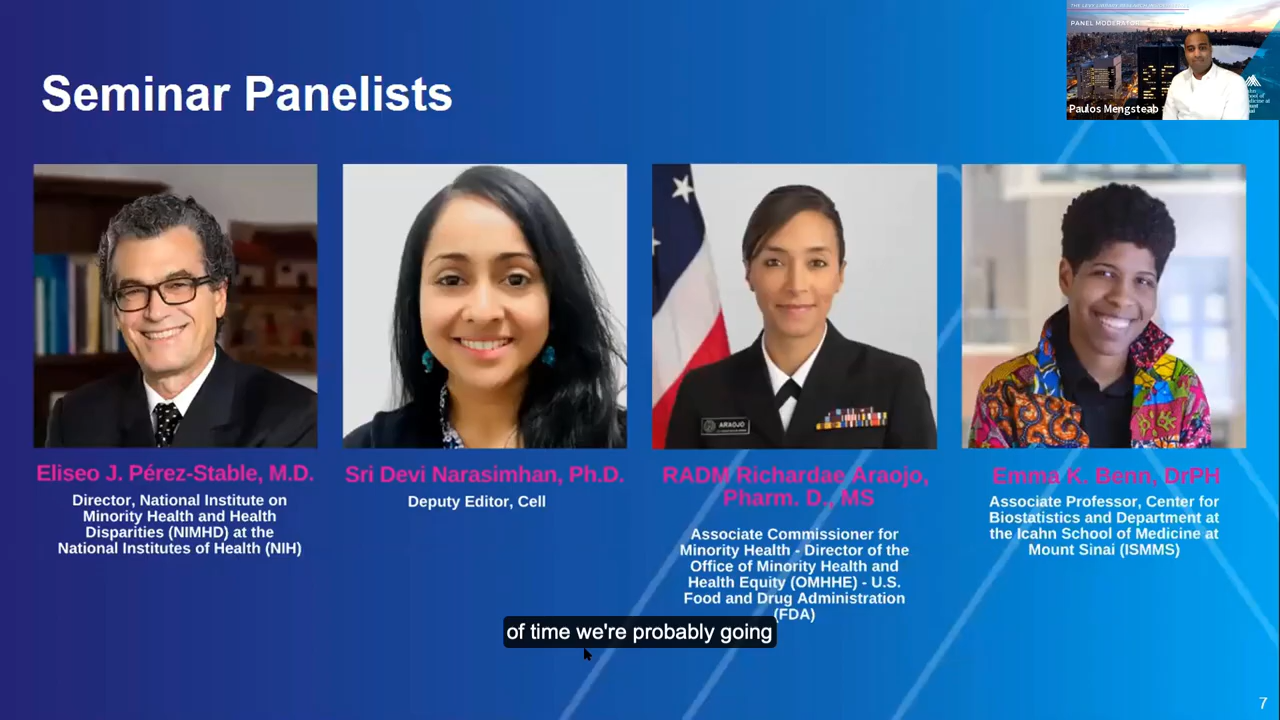 PANEL MODERATOR
Paulos Mengsteab
Seminar Panelists
ARAOJO
Eliseo J. Pérez-Stable, M.D.
Director, National Institute on
Minority Health and Health
Disparities (NIMHD) at the
National Institutes of Health (NIH)
Sri Devi Narasimhan, Ph.D.
Deputy Editor, Cell
RADM Richardae Araojo,
Pharm. D., MS
Associate Commissioner for
Minority Health - Director of the
Office of Minority Health and
Health Equity (OMHHE) - U.S.
Food and Drug Administration
(FDA)
Emma K. Benn, DrPH
Associate Professor, Center for
Biostatistics and Department at
the Icahn School of Medicine at
Mount Sinai (ISMMS)
of time we're probably going
7